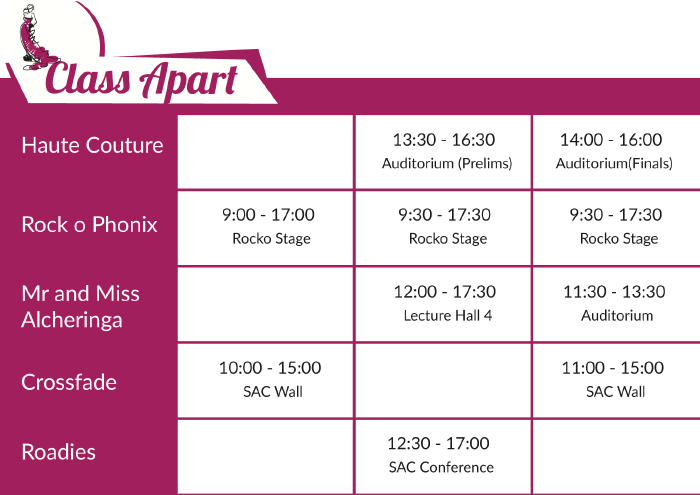 Class Apart
Haute Couture
13:30 - 16:30
Auditorium (Prelims)
14:00 - 16:00
Auditorium(Finals)
Rock o Phonix
9:00 - 17:00
Rocko Stage
9:30 - 17:30
Rocko Stage
9:30 - 17:30
Rocko Stage
Mr and Miss
Alcheringa
12:00 - 17:30
Lecture Hall 4
11:30 - 13:30
Auditorium
Crossfade
10:00 - 15:00
SAC Wall
11:00 - 15:00
SAC Wall
Roadies
12:30 - 17:00
SAC Conference